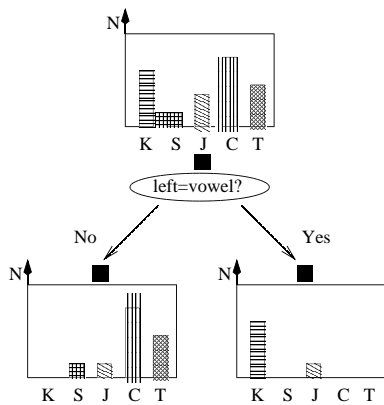 N
K S J C T
left=vowel?
No Yes
N N
K S J C T K S J C T